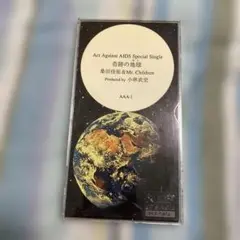 Act Against AIDS Special Single
奇跡の地球
桑田佳祐&Mr. Children
Produced by 小林武史
AAA-1